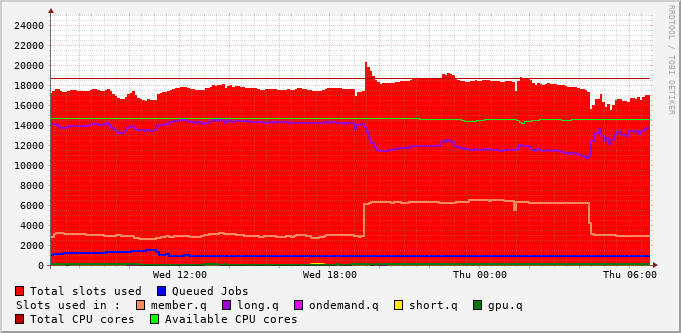 RRDTOOL / TOBI OETIKER
24000
22000
20000
18000
16000
14000
12000
10000
8000
6000
4000
2000
0
Wed 12:00 Wed 18:00 Thu 00:00 Thu 06:00
Total slots used Queued Jobs
Slots used in : member.q long.q ondemand.q short.q gpu.q
Total CPU cores Available CPU cores